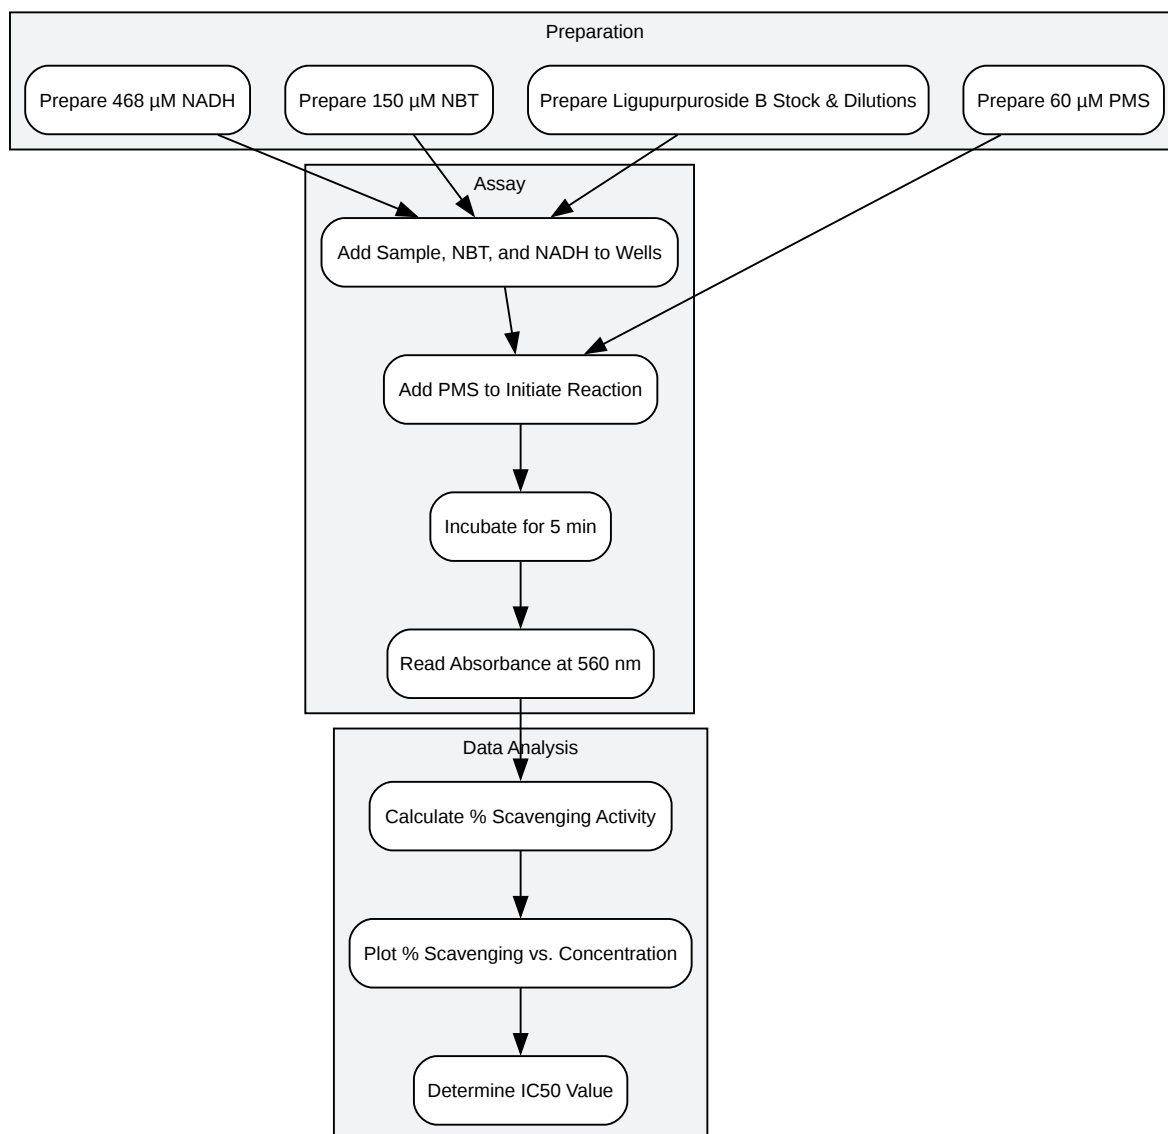 Preparation
Prepare 468 µM NADH
Prepare 150 µM NBT
Prepare Ligupurpuroside B Stock & Dilutions
Prepare 60 µM PMS
Assay
Add Sample, NBT, and NADH to Wells
Add PMS to Initiate Reaction
Incubate for 5 min
Read Absorbance at 560 nm
Data Analysis
Calculate % Scavenging Activity
Plot % Scavenging vs. Concentration
Determine IC50 Value